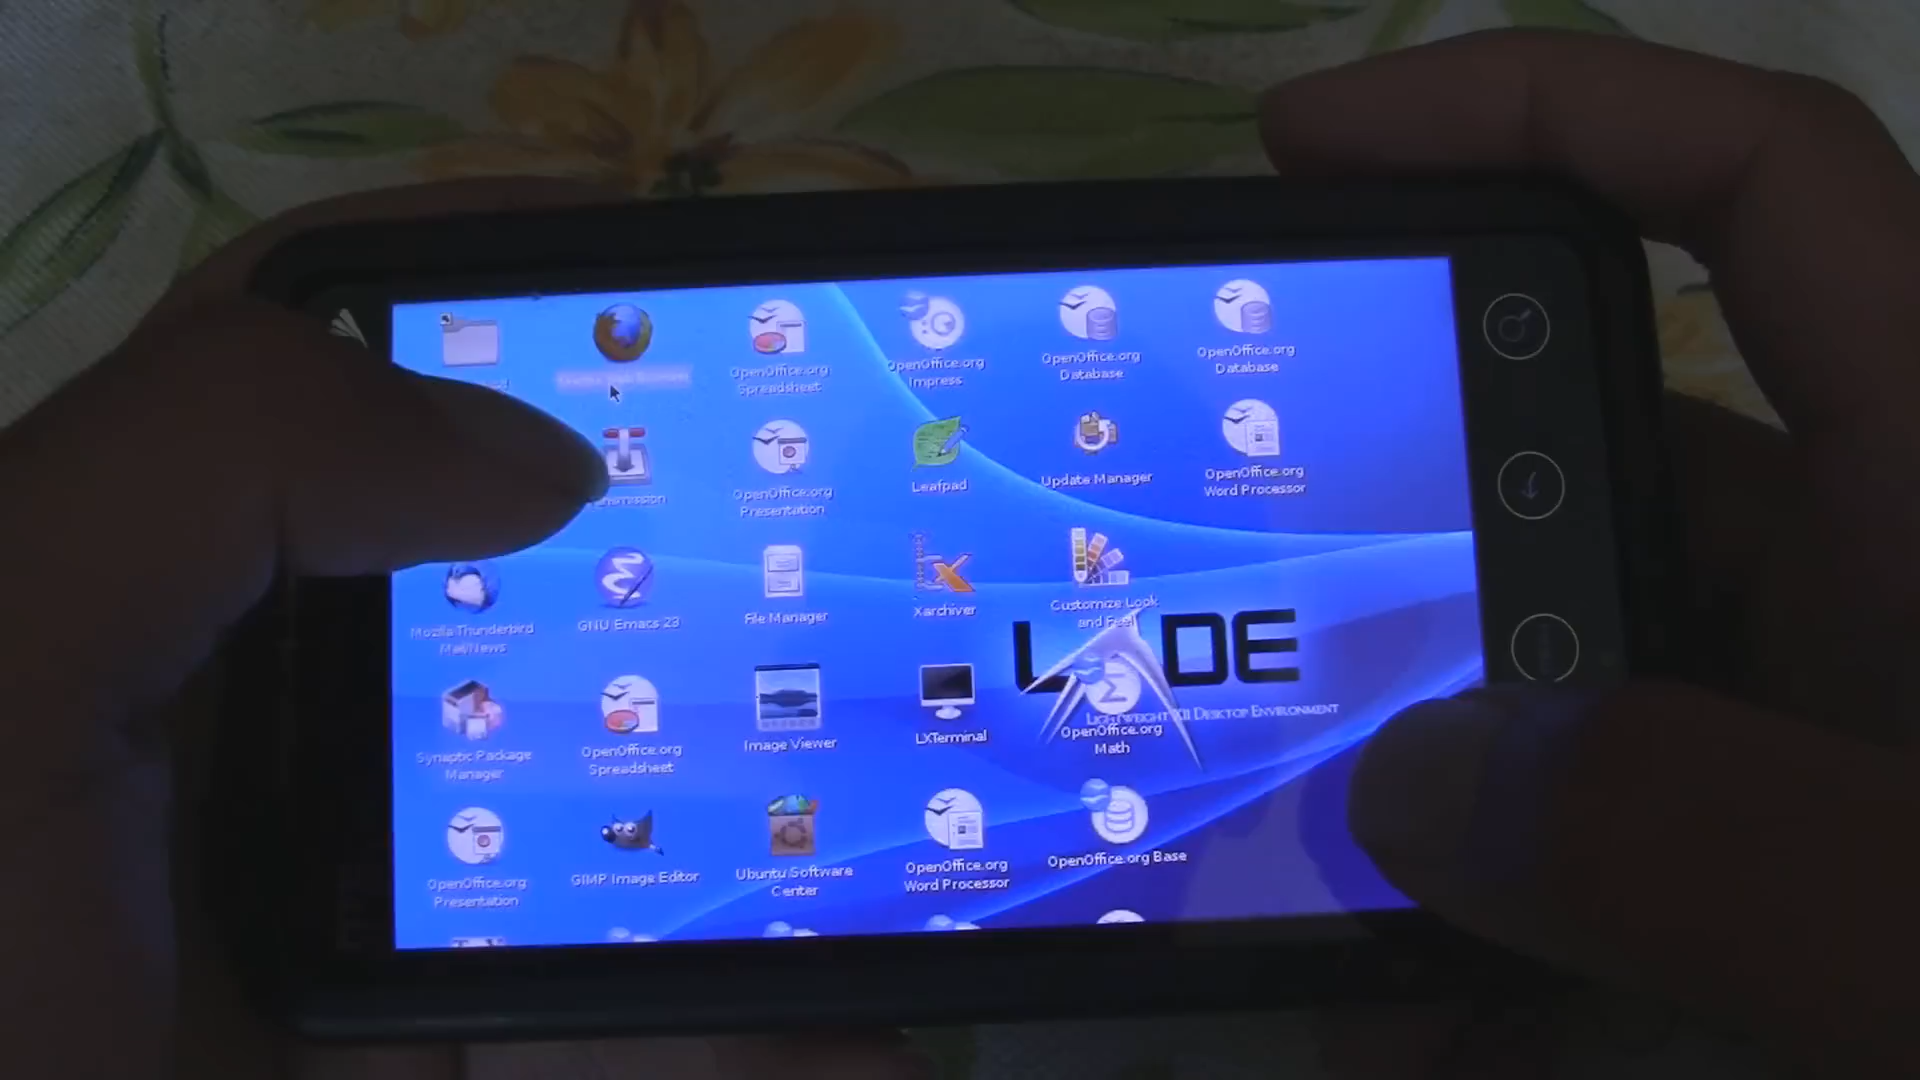 OpenOffice.org
Spreadsheet
OpenOffice.org
Impress
OpenOffice.org
Database
OpenOffice.org
Database
OpenOffice.org
Presentation
Leafpad
Update Manager
OpenOffice.org
Word Processor
Mozilla Thunderbird
Mail/News
GNU Emacs 23
File Manager
Xarchiver
Customize Look
and Feel
DE
LIGHTWEIGHT X11 DESKTOP ENVIRONMENT
Synaptic Package
Manager
OpenOffice.org
Spreadsheet
Image Viewer
LXTerminal
OpenOffice.org
Math
OpenOffice.org
Presentation
GIMP Image Editor
Ubuntu Software
Center
OpenOffice.org
Word Processor
OpenOffice.org Base